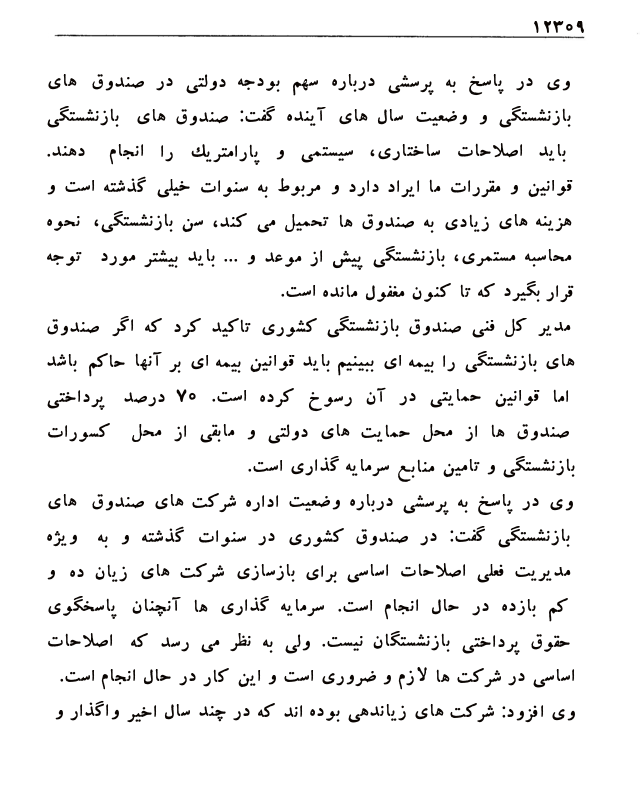 ۱۲۳۰۹
وی در پاسخ به پرسشی درباره سهم بودجه دولتی در صندوق های
بازنشستگی و وضعیت سال های آینده گفت: صندوق های بازنشستگی
باید اصلاحات ساختاری، سیستمی و پارامتریك را انجام دهند.
قوانین و مقررات ما ایراد دارد و مربوط به سنوات خیلی گذشته است و
هزینه های زیادی به صندوق ها تحمیل می کند، سن بازنشستگی، نحوه
محاسبه مستمری، بازنشستگی پیش از موعد و ... باید بیشتر مورد توجه
قرار بگیرد که تا کنون مغفول مانده است.
مدیر کل فنی صندوق بازنشستگی کشوری تاکید کرد که اگر صندوق
های بازنشستگی را بیمه ای ببینیم باید قوانین بیمه ای بر آنها حاکم باشد
اما قوانین حمایتی در آن رسوخ کرده است. ۷۰ درصد پرداختی
صندوق ها از محل حمایت های دولتی و مابقی از محل کسورات
بازنشستگی و تامین منابع سرمایه گذاری است.
وی در پاسخ به پرسشی درباره وضعیت اداره شرکت های صندوق های
بازنشستگی گفت: در صندوق کشوری در سنوات گذشته و به ویژه
مدیریت فعلی اصلاحات اساسی برای بازسازی شرکت های زیان ده و
کم بازده در حال انجام است. سرمایه گذاری ها آنچنان پاسخگوی
حقوق پرداختی بازنشستگان نیست. ولی به نظر می رسد که اصلاحات
اساسی در شرکت ها لازم و ضروری است و این کار در حال انجام است.
وی افزود: شرکت های زیاندهی بوده اند که در چند سال اخیر واگذار و